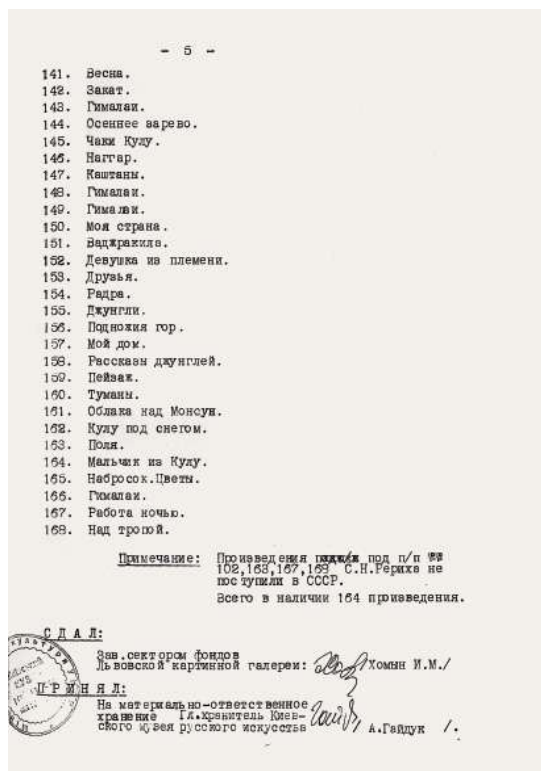 - 5 -
141. Весна.
142. Закат.
143. Гималаи.
144. Осеннее варево.
145. Чаки Кулу.
146. Наггар.
147. Каштаны.
148. Гималаи.
149. Гималаи.
150. Моя страна.
151. Ваджракила.
152. Девушка из племени.
153. Друзья.
154. Радра.
155. Джунгли.
156. Подножия гор.
157. Мой дом.
158. Рассказы джунглей.
159. Пейзаж.
160. Туманы.
161. Облака над Монсун.
162. Кулу под снегом.
163. Поля.
164. Мальчик из Кулу.
165. Набросок.Цветы.
166. Гималаи.
167. Работа ночью.
168. Над тропой.
Примечание: Произведения под п/п №№
102,163,167,168 С.Н.Рериха не
поступили в СССР.
Всего в наличии 164 произведения.
СДАЛ:
Зав.сектором фондов
Львовской картинной галереи: /Хомын И.М./
ПРИНЯЛ:
На материально-ответственное
хранение Гл.хранитель Киев-
ского музея русского искусства / А.Гайдук /.